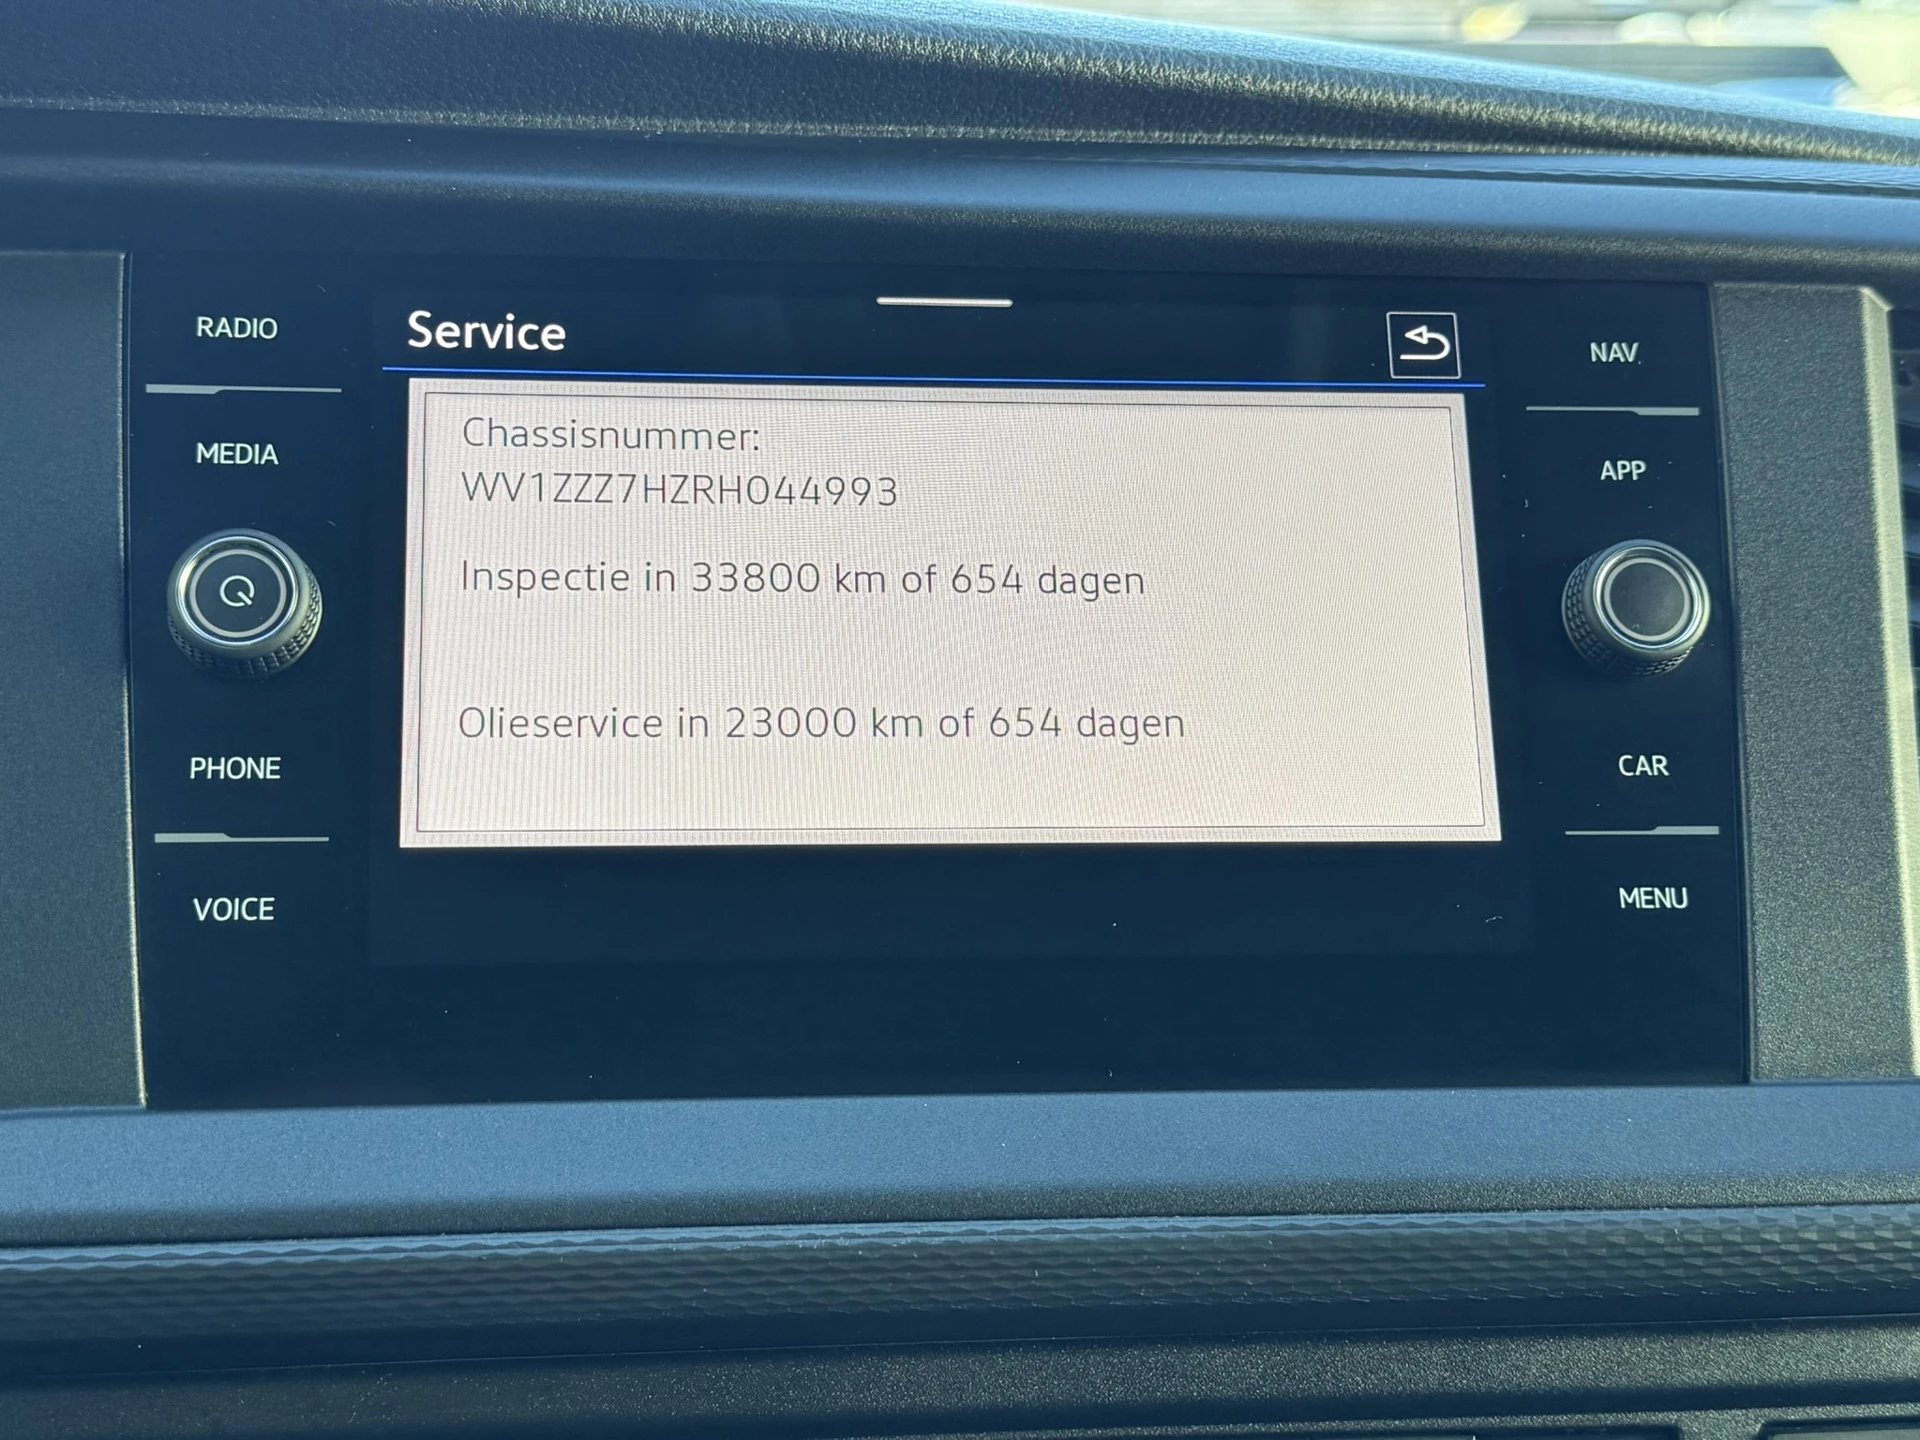 RADIO
MEDIA
PHONE
VOICE
Service
Chassisnummer:
WV1ZZZ7HZRH044993
Inspectie in 33800 km of 654 dagen
Olieservice in 23000 km of 654 dagen
NAV
APP
CAR
MENU